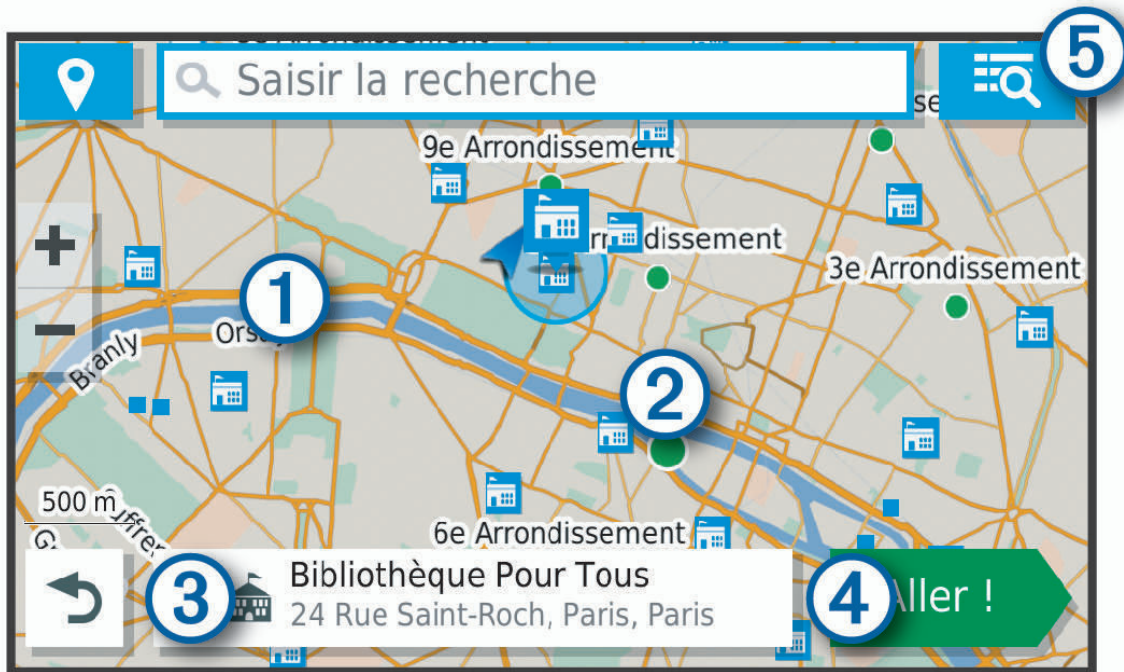 5
Saisir la recherche
9e Arrondissement
dissement
3e Arrondissement
+
1
Orsay
−
Branly
2
500 m
6e Arrondissement
3
Bibliothèque Pour Tous
24 Rue Saint-Roch, Paris, Paris
4
Aller !